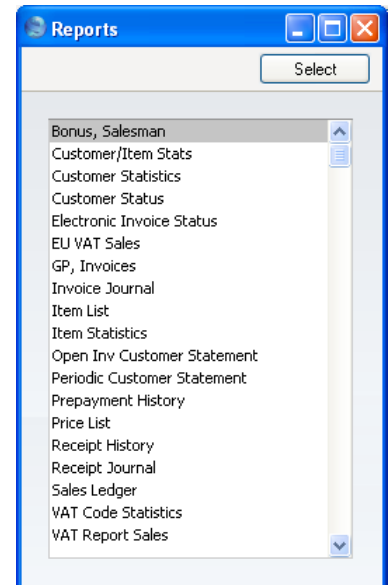 Reports
Select
Bonus, Salesman
Customer/Item Stats
Customer Statistics
Customer Status
Electronic Invoice Status
EU VAT Sales
GP, Invoices
Invoice Journal
Item List
Item Statistics
Open Inv Customer Statement
Periodic Customer Statement
Prepayment History
Price List
Receipt History
Receipt Journal
Sales Ledger
VAT Code Statistics
VAT Report Sales